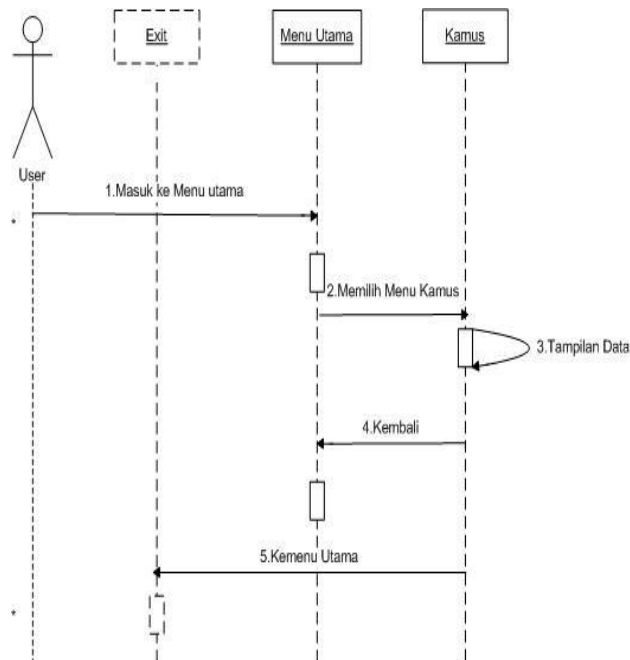 Exit
Menu Utama
Kamus
User
1.Masuk ke Menu utama
*
2.Memilih Menu Kamus
3.Tampilan Data
4.Kembali
5.Kemenu Utama
*